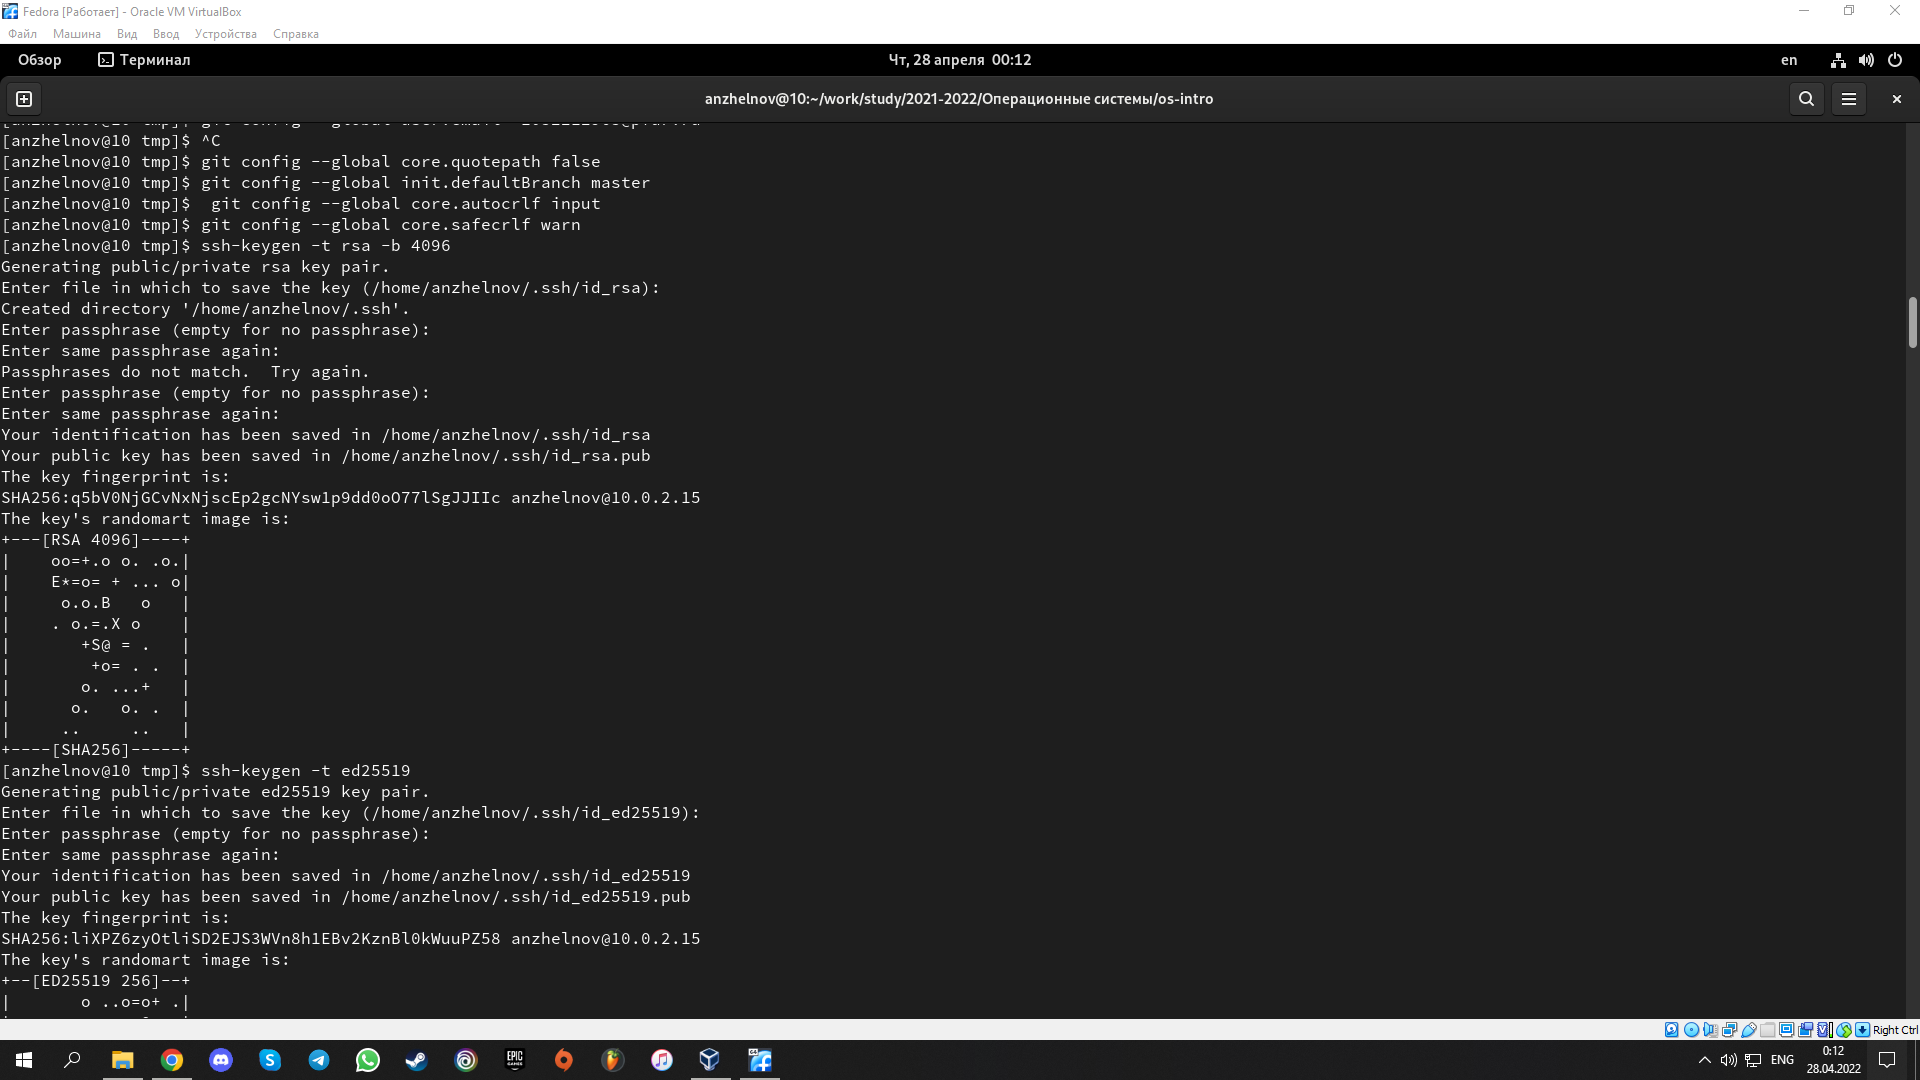 Fedora [Работает] - Oracle VM VirtualBox
Файл Машина Вид Ввод Устройства Справка
Обзор Терминал Чт, 28 апреля 00:12 en
anzhelnov@10:~/work/study/2021-2022/Операционные системы/os-intro
[anzhelnov@10 tmp]$ ^C
[anzhelnov@10 tmp]$ git config --global core.quotepath false
[anzhelnov@10 tmp]$ git config --global init.defaultBranch master
[anzhelnov@10 tmp]$  git config --global core.autocrlf input
[anzhelnov@10 tmp]$ git config --global core.safecrlf warn
[anzhelnov@10 tmp]$ ssh-keygen -t rsa -b 4096
Generating public/private rsa key pair.
Enter file in which to save the key (/home/anzhelnov/.ssh/id_rsa):
Created directory '/home/anzhelnov/.ssh'.
Enter passphrase (empty for no passphrase):
Enter same passphrase again:
Passphrases do not match.  Try again.
Enter passphrase (empty for no passphrase):
Enter same passphrase again:
Your identification has been saved in /home/anzhelnov/.ssh/id_rsa
Your public key has been saved in /home/anzhelnov/.ssh/id_rsa.pub
The key fingerprint is:
SHA256:q5bV0NjGCvNxNjscEp2gcNYsw1p9dd0oO77lSgJJIIc anzhelnov@10.0.2.15
The key's randomart image is:
+---[RSA 4096]----+
|    oo=+.o o. .o.|
|    E*=o= + ... o|
|     o.o.B   o   |
|    . o.=.X o    |
|       +S@ = .   |
|        +o= . .  |
|       o. ...+   |
|      o.   o. .  |
|     ..     ..   |
+----[SHA256]-----+
[anzhelnov@10 tmp]$ ssh-keygen -t ed25519
Generating public/private ed25519 key pair.
Enter file in which to save the key (/home/anzhelnov/.ssh/id_ed25519):
Enter passphrase (empty for no passphrase):
Enter same passphrase again:
Your identification has been saved in /home/anzhelnov/.ssh/id_ed25519
Your public key has been saved in /home/anzhelnov/.ssh/id_ed25519.pub
The key fingerprint is:
SHA256:liXPZ6zyOtliSD2EJS3WVn8h1EBv2KznBl0kWuuPZ58 anzhelnov@10.0.2.15
The key's randomart image is:
+--[ED25519 256]--+
|       o ..o=o+ .|
Right Ctrl
EPIC GAMES
ENG 0:12
28.04.2022